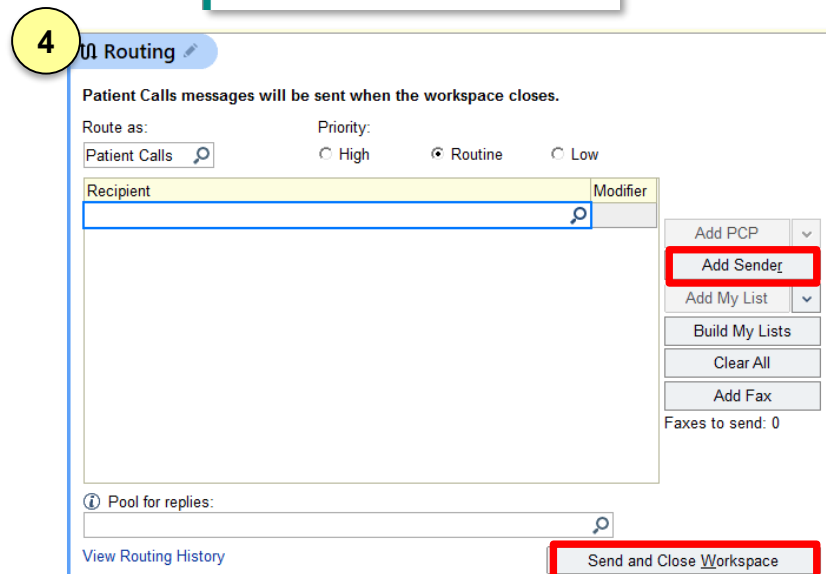 4
Routing
Patient Calls messages will be sent when the workspace closes.
Route as: Priority:
Patient Calls High Routine Low
Recipient Modifier
Add PCP
Add Sender
Add My List
Build My Lists
Clear All
Add Fax
Faxes to send: 0
Pool for replies:
View Routing History Send and Close Workspace